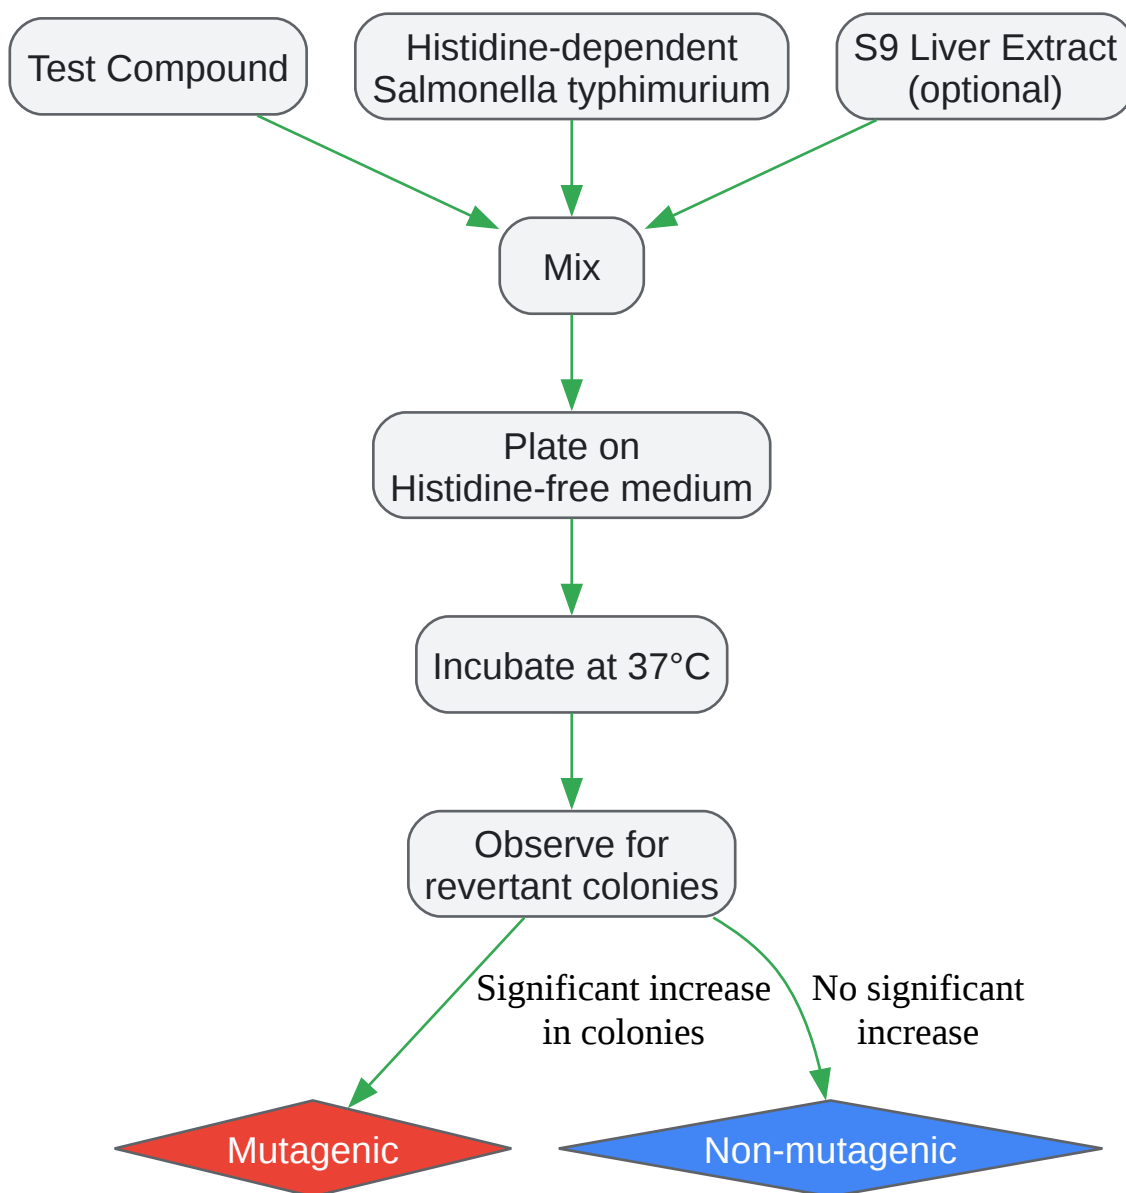 Test Compound
Histidine-dependent
Salmonella typhimurium
S9 Liver Extract
(optional)
Mix
Plate on
Histidine-free medium
Incubate at 37°C
Observe for
revertant colonies
Significant increase
in colonies
No significant
increase
Mutagenic
Non-mutagenic